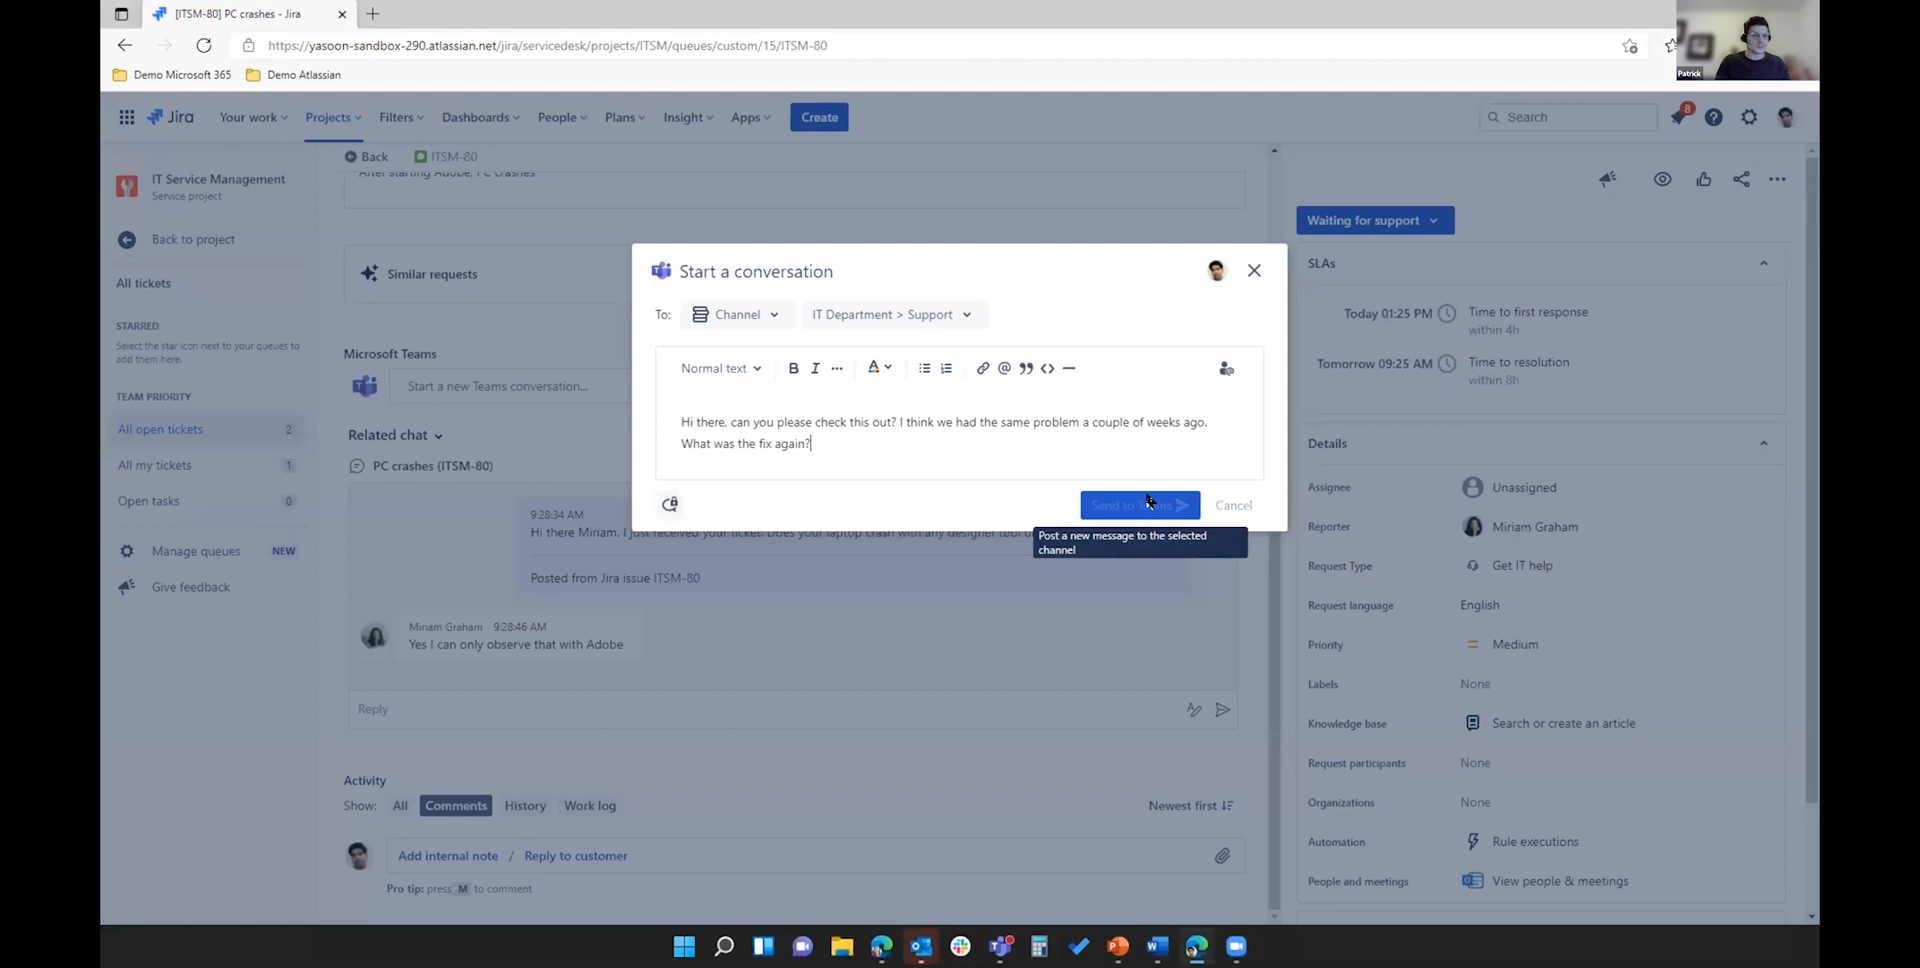 [ITSM-80] PC crashes - Jira
https://yasoon-sandbox-290.atlassian.net/jira/servicedesk/projects/ITSM/queues/custom/15/ITSM-80
Demo Microsoft 365
Demo Atlassian
Patrick
Jira
Your work
Projects
Filters
Dashboards
People
Plans
Insight
Apps
Create
Search
8
IT Service Management
Service project
Back to project
All tickets
STARRED
Select the star icon next to your queues to
add them here.
TEAM PRIORITY
All open tickets 2
All my tickets 1
Open tasks 0
Manage queues NEW
Give feedback
Back
ITSM-80
After starting Adobe, PC crashes
Similar requests
Microsoft Teams
Start a new Teams conversation...
Related chat
PC crashes (ITSM-80)
9:28:34 AM
Hi there Miriam, I just received your ticket. Does your laptop crash with any designer tool
Posted from Jira issue ITSM-80
Miriam Graham 9:28:46 AM
Yes I can only observe that with Adobe
Reply
Activity
Show: All Comments History Work log
Newest first
Add internal note / Reply to customer
Pro tip: press M to comment
Start a conversation
To: Channel IT Department > Support
Normal text B I ... A
Hi there, can you please check this out? I think we had the same problem a couple of weeks ago.
What was the fix again?
Send to Teams
Cancel
Post a new message to the selected
channel
Waiting for support
SLAs
Today 01:25 PM Time to first response
within 4h
Tomorrow 09:25 AM Time to resolution
within 8h
Details
Assignee Unassigned
Reporter Miriam Graham
Request Type Get IT help
Request language English
Priority Medium
Labels None
Knowledge base Search or create an article
Request participants None
Organizations None
Automation Rule executions
People and meetings View people & meetings